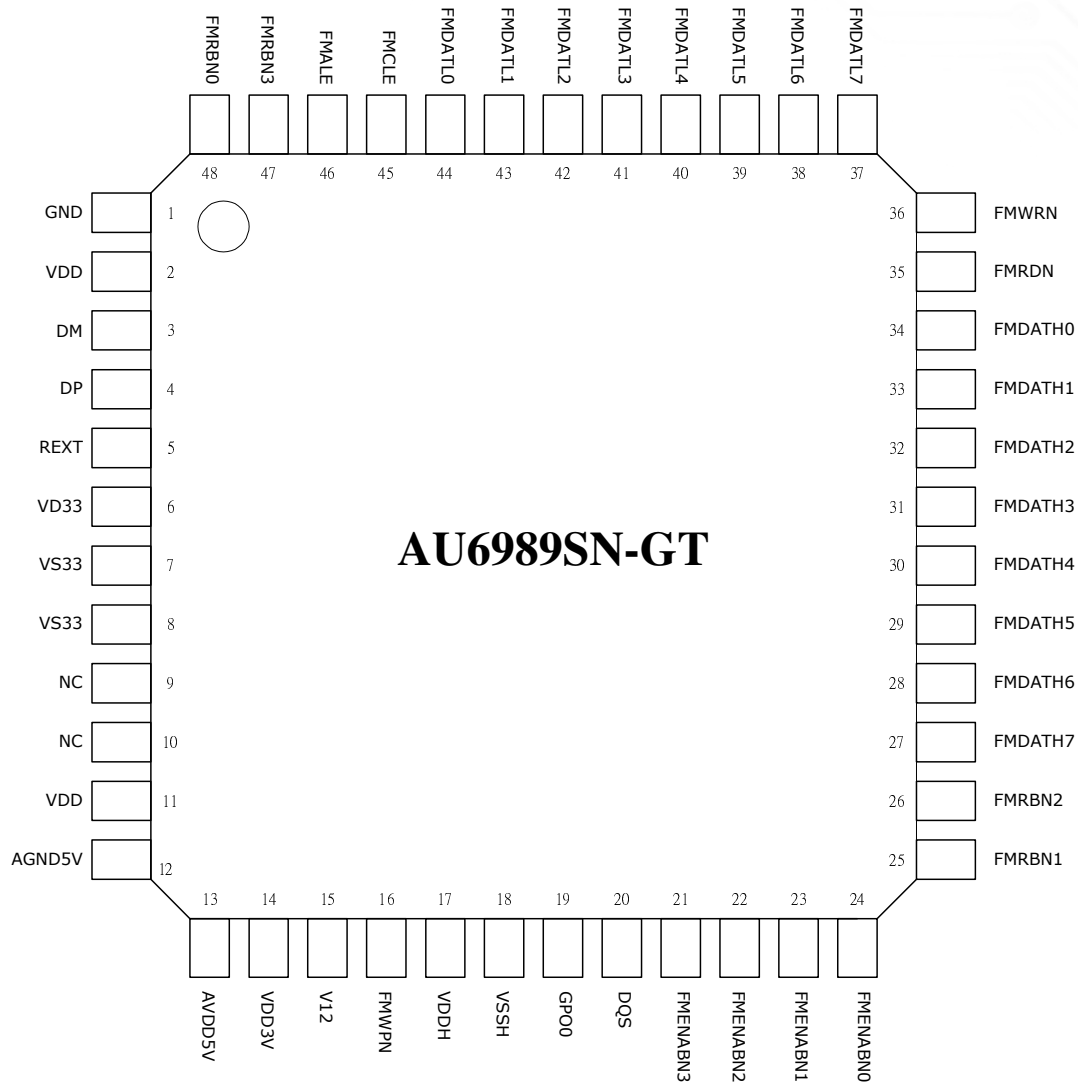 FMRBN0
FMRBN3
FMALE
FMCLE
FMDATL0
FMDATL1
FMDATL2
FMDATL3
FMDATL4
FMDATL5
FMDATL6
FMDATL7
48 47 46 45 44 43 42 41 40 39 38 37
GND 1 36 FMWRN
VDD 2 35 FMRDN
DM 3 34 FMDATH0
DP 4 33 FMDATH1
REXT 5 32 FMDATH2
VD33 6 31 FMDATH3
AU6989SN-GT
VS33 7 30 FMDATH4
VS33 8 29 FMDATH5
NC 9 28 FMDATH6
NC 10 27 FMDATH7
VDD 11 26 FMRBN2
AGND5V 12 25 FMRBN1
13 14 15 16 17 18 19 20 21 22 23 24
AVDD5V
VDD3V
V12
FMWPN
VDDH
VSSH
GPO0
DQS
FMENABN3
FMENABN2
FMENABN1
FMENABN0